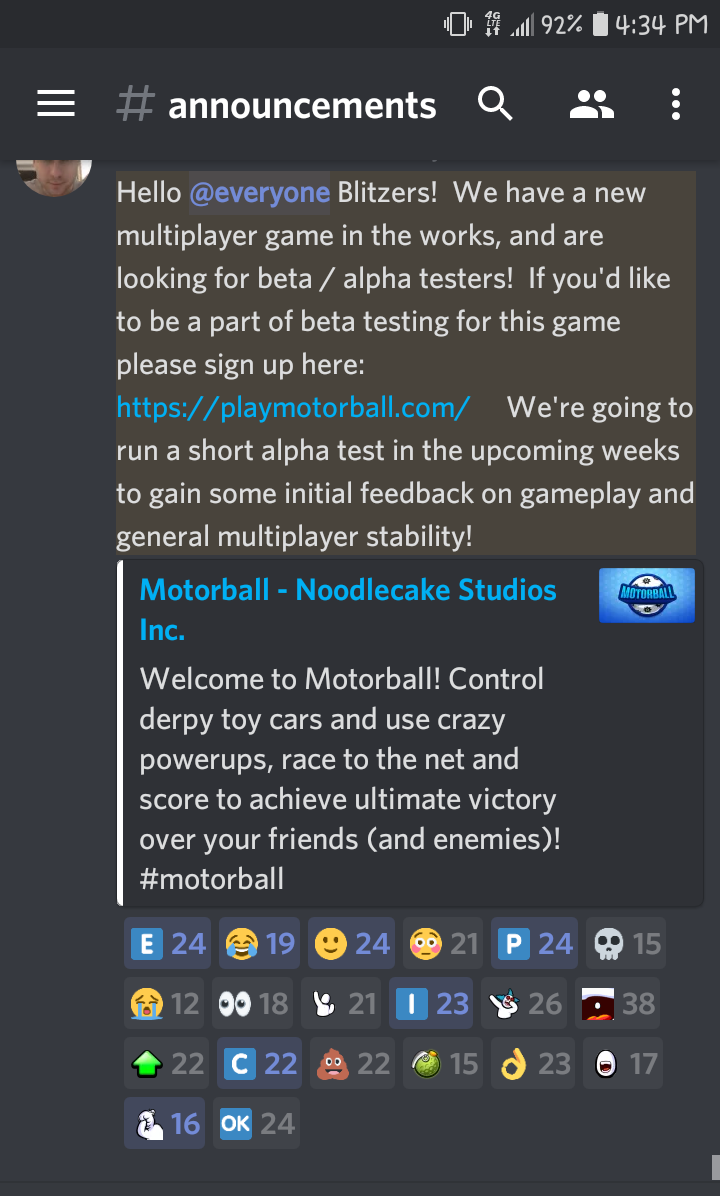 4G LTE 92% 4:34 PM
# announcements
Hello @everyone Blitzers!  We have a new
multiplayer game in the works, and are
looking for beta / alpha testers!  If you'd like
to be a part of beta testing for this game
please sign up here:
https://playmotorball.com/    We're going to
run a short alpha test in the upcoming weeks
to gain some initial feedback on gameplay and
general multiplayer stability!
Motorball - Noodlecake Studios
Inc.
MOTORBALL
Welcome to Motorball! Control
derpy toy cars and use crazy
powerups, race to the net and
score to achieve ultimate victory
over your friends (and enemies)!
#motorball
E 24 19 24 21 P 24 15
12 18 21 I 23 26 38
22 C 22 22 15 23 17
16 OK 24